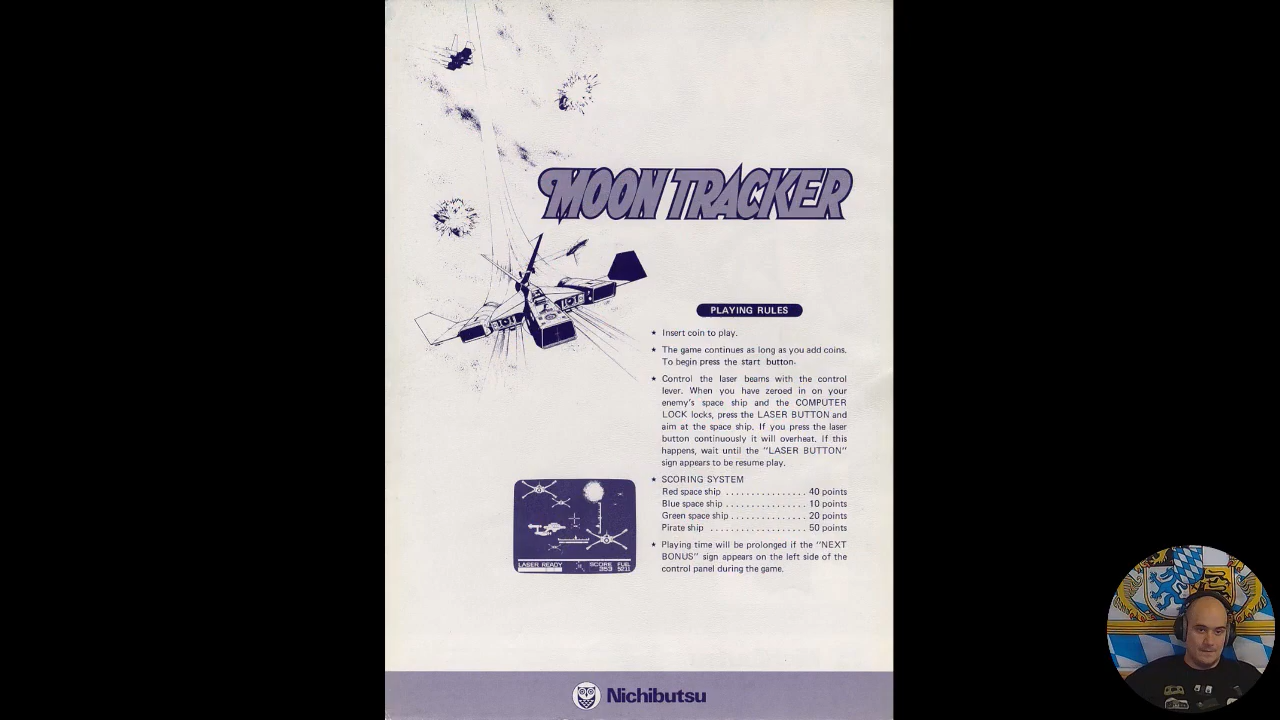 MOON TRACKER
PLAYING RULES
★ Insert coin to play.
★ The game continues as long as you add coins.
To begin press the start button.
★ Control the laser beams with the control
lever. When you have zeroed in on your
enemy's space ship and the COMPUTER
LOCK locks, press the LASER BUTTON and
aim at the space ship. If you press the laser
button continuously it will overheat. If this
happens, wait until the "LASER BUTTON"
sign appears to be resume play.
★ SCORING SYSTEM
Red space ship ................ 40 points
Blue space ship ................ 10 points
Green space ship ............... 20 points
Pirate ship .................. 50 points
★ Playing time will be prolonged if the "NEXT
BONUS" sign appears on the left side of the
control panel during the game.
LASER READY SCORE FUEL
353 5211
Nichibutsu